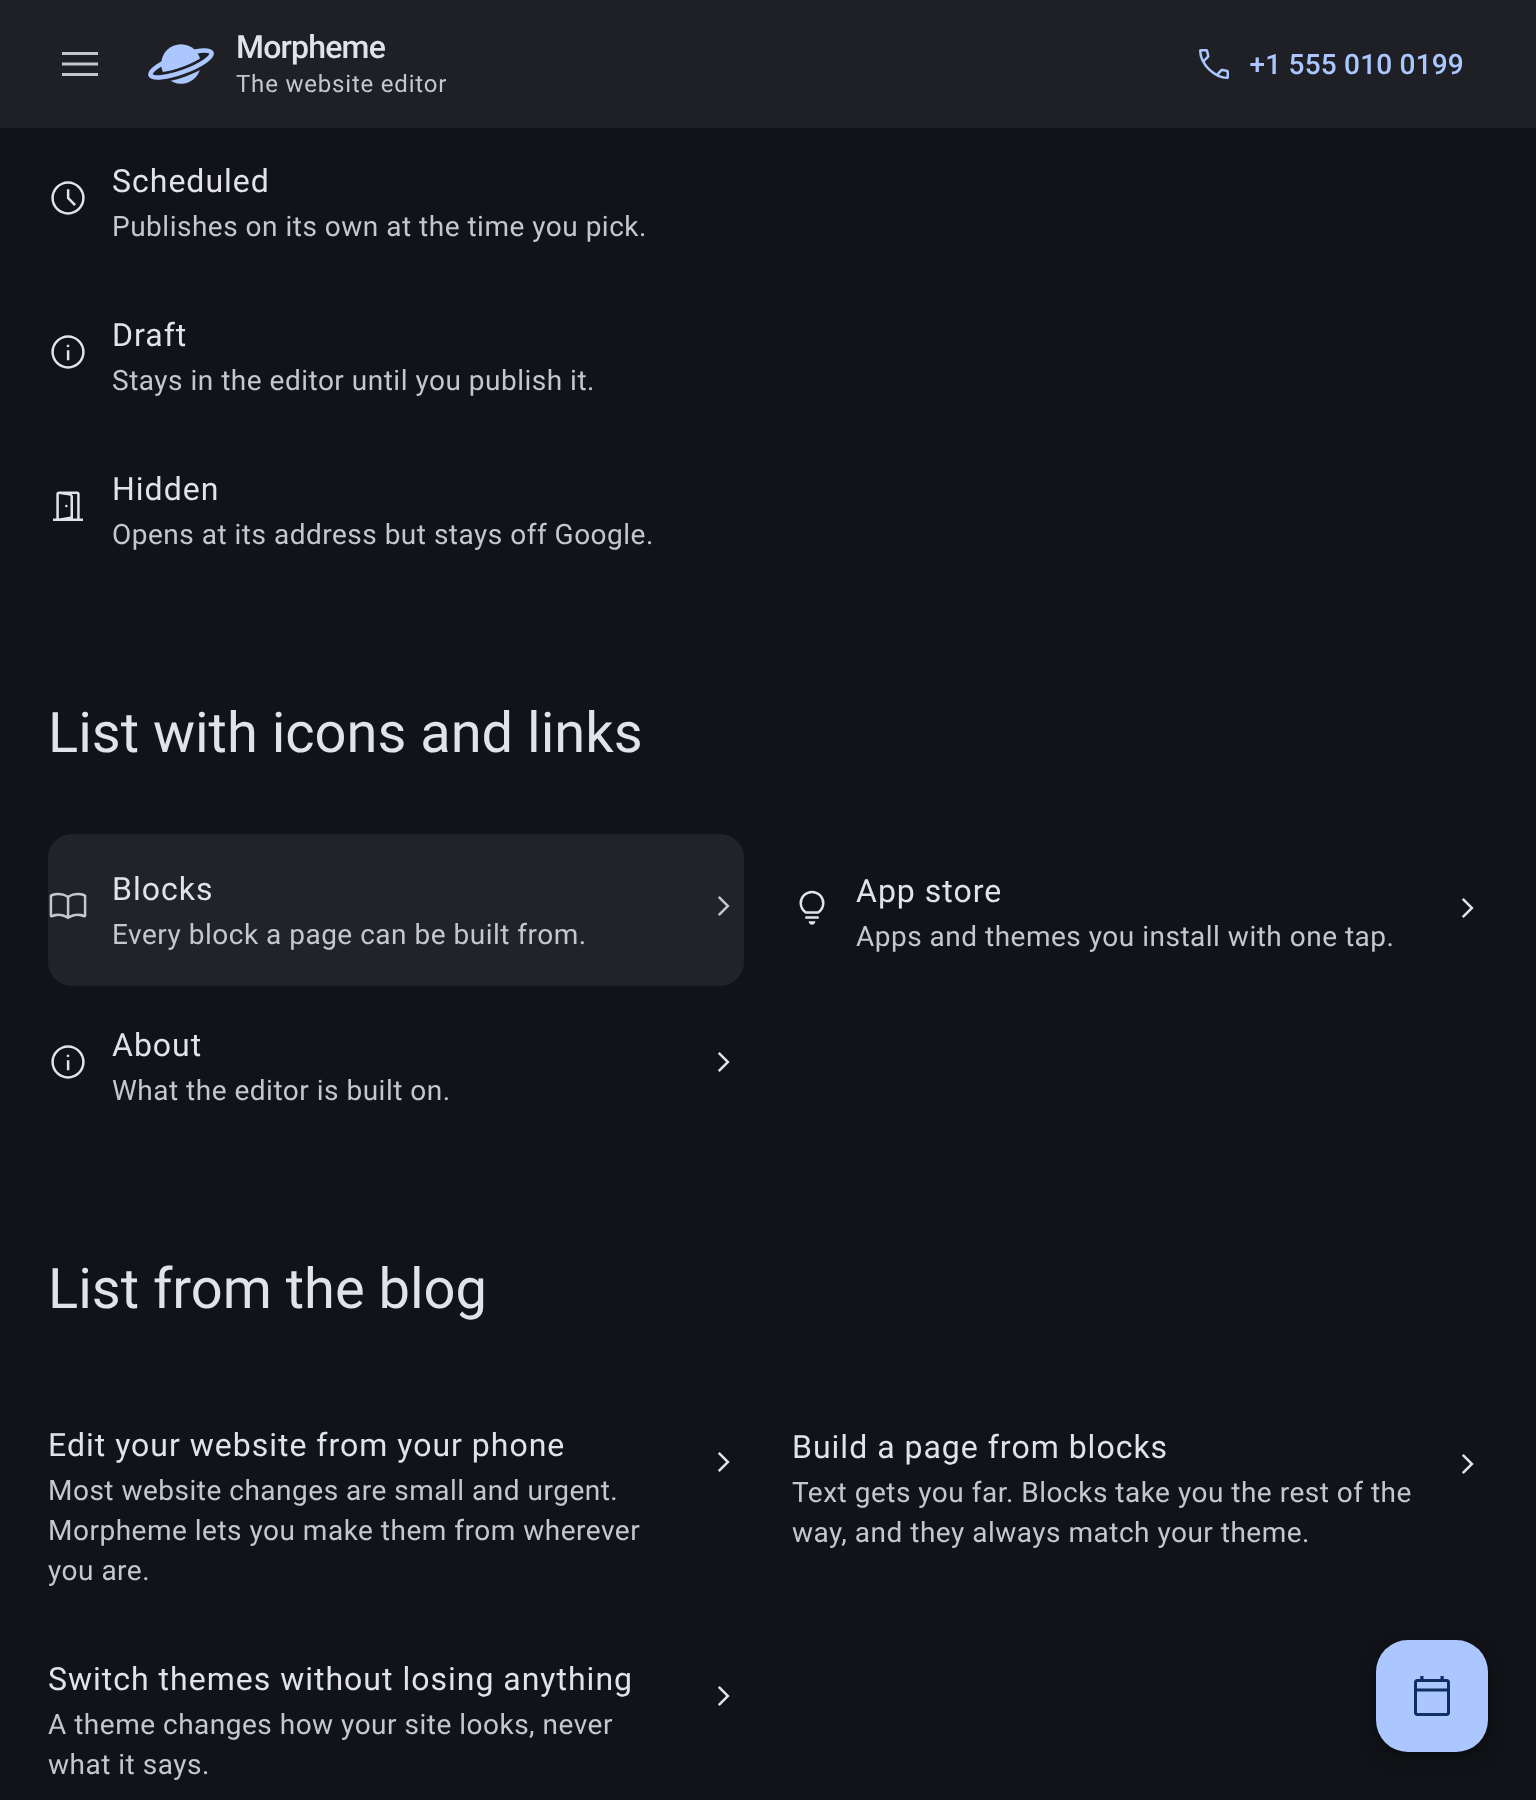 Morpheme
The website editor
+1 555 010 0199
Scheduled
Publishes on its own at the time you pick.
Draft
Stays in the editor until you publish it.
Hidden
Opens at its address but stays off Google.
List with icons and links
Blocks
Every block a page can be built from.
App store
Apps and themes you install with one tap.
About
What the editor is built on.
List from the blog
Edit your website from your phone
Most website changes are small and urgent.
Morpheme lets you make them from wherever
you are.
Build a page from blocks
Text gets you far. Blocks take you the rest of the
way, and they always match your theme.
Switch themes without losing anything
A theme changes how your site looks, never
what it says.